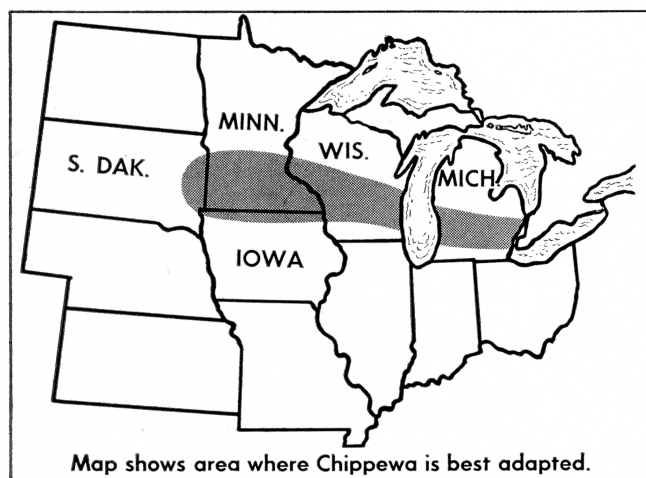 MINN.
WIS.
S. DAK.
MICH.
IOWA
Map shows area where Chippewa is best adapted.